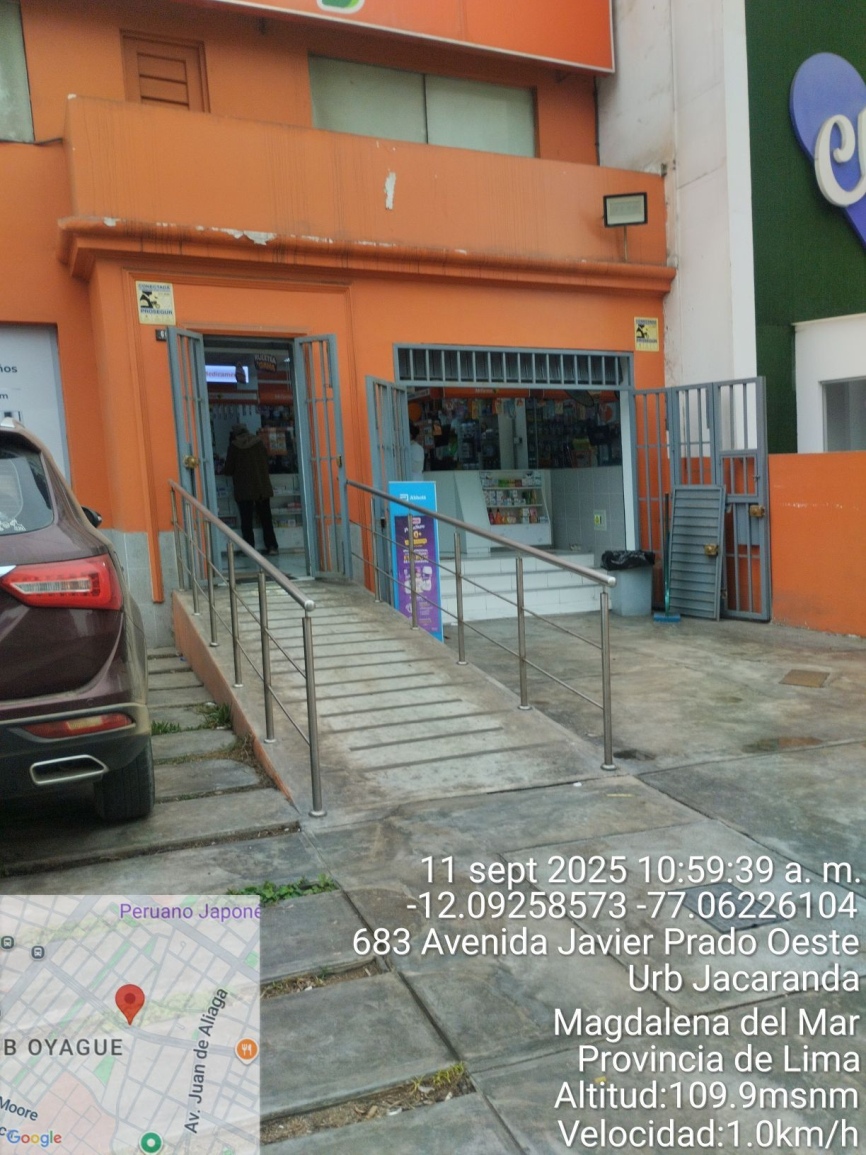 PROSEGUR
11 sept 2025 10:59:39 a. m.
-12.09258573 -77.06226104
683 Avenida Javier Prado Oeste
Urb Jacaranda
Magdalena del Mar
Provincia de Lima
Altitud:109.9msnm
Velocidad:1.0km/h
Peruano Japone
B OYAGUE
Av. Juan de Aliaga
Moore
Google